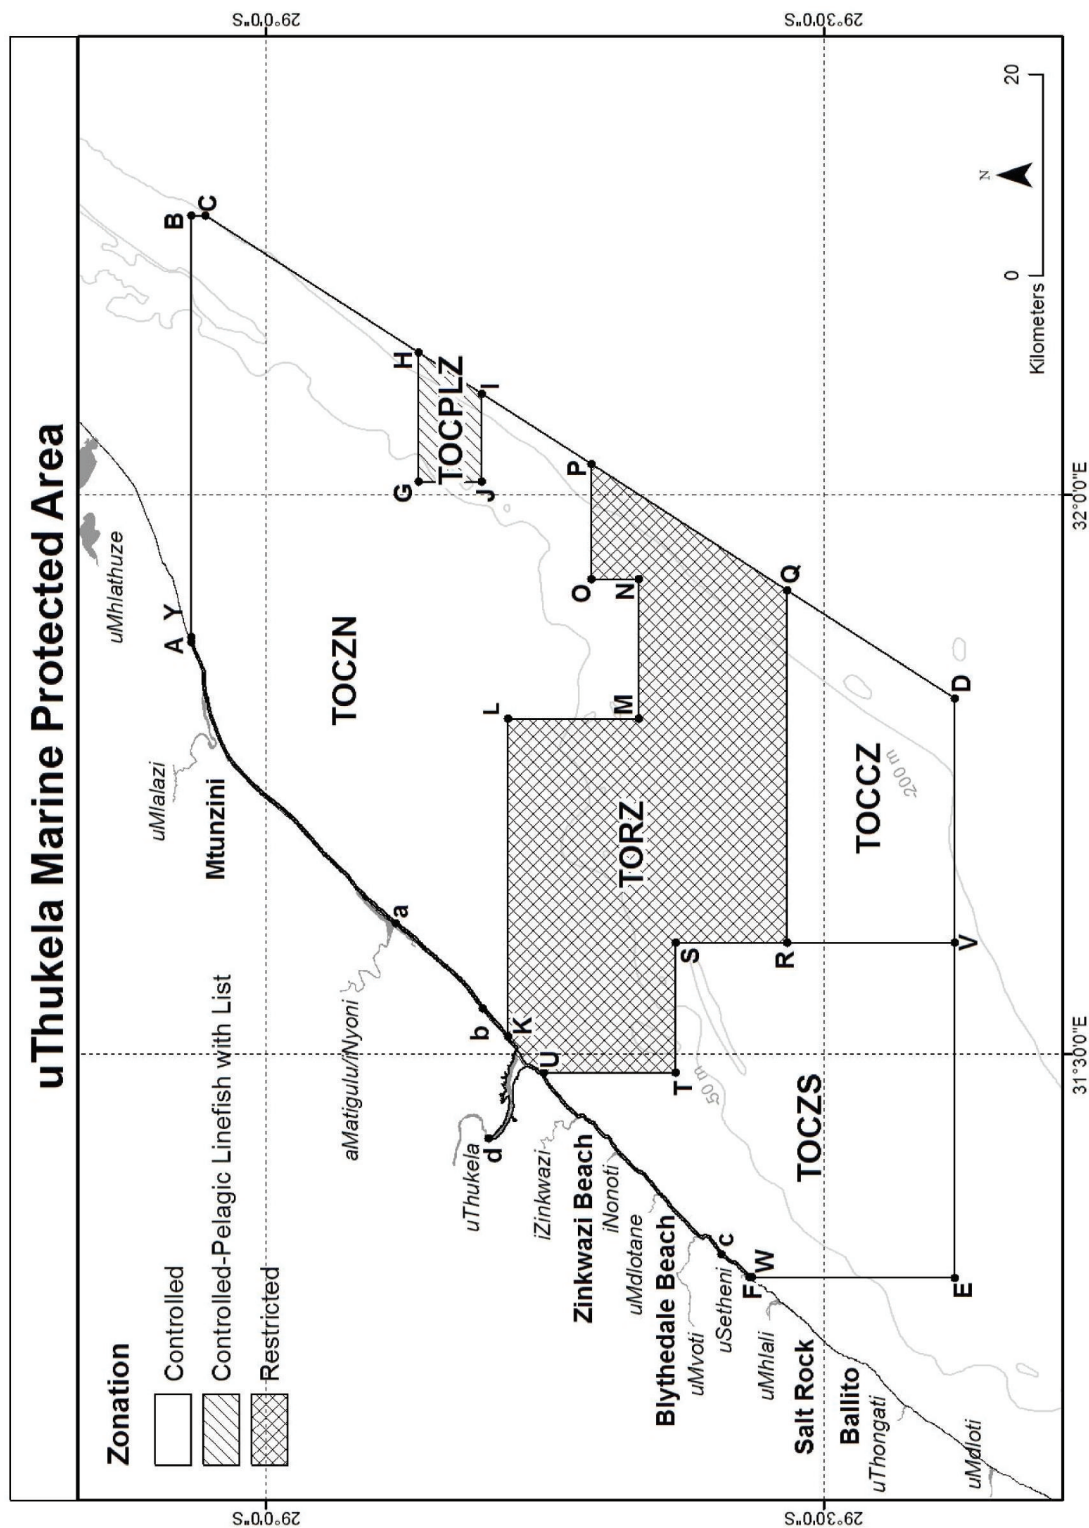 uThukela Marine Protected Area
Zonation
Controlled
Controlled-Pelagic Linefish with List
Restricted
29°0'0"S
29°0'0"S
29°30'0"S
29°30'0"S
31°30'0"E
32°0'0"E
uMhlathuze
uMlalazi
Mtunzini
aMatigulu/iNyoni
uThukela
iZinkwazi
Zinkwazi Beach
iNonoti
uMdlotane
Blythedale Beach
uMvoti
uSetheni
uMhlali
Salt Rock
Ballito
uThongati
uMdloti
A Y
B
C
a
b
K
U
d
c
F W
E
V
D
Q
R
S
T
L
M
N
O
P
G
H
I
J
TOCZN
TOCPLZ
TORZ
TOCCZ
TOCZS
50 m
200 m
N
0 20
Kilometers